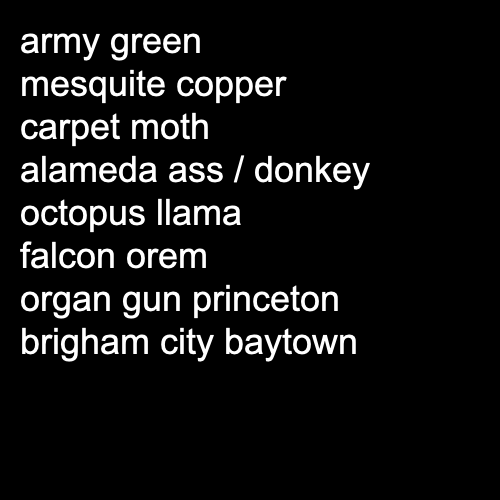 army green
mesquite copper
carpet moth
alameda ass / donkey
octopus llama
falcon orem
organ gun princeton
brigham city baytown